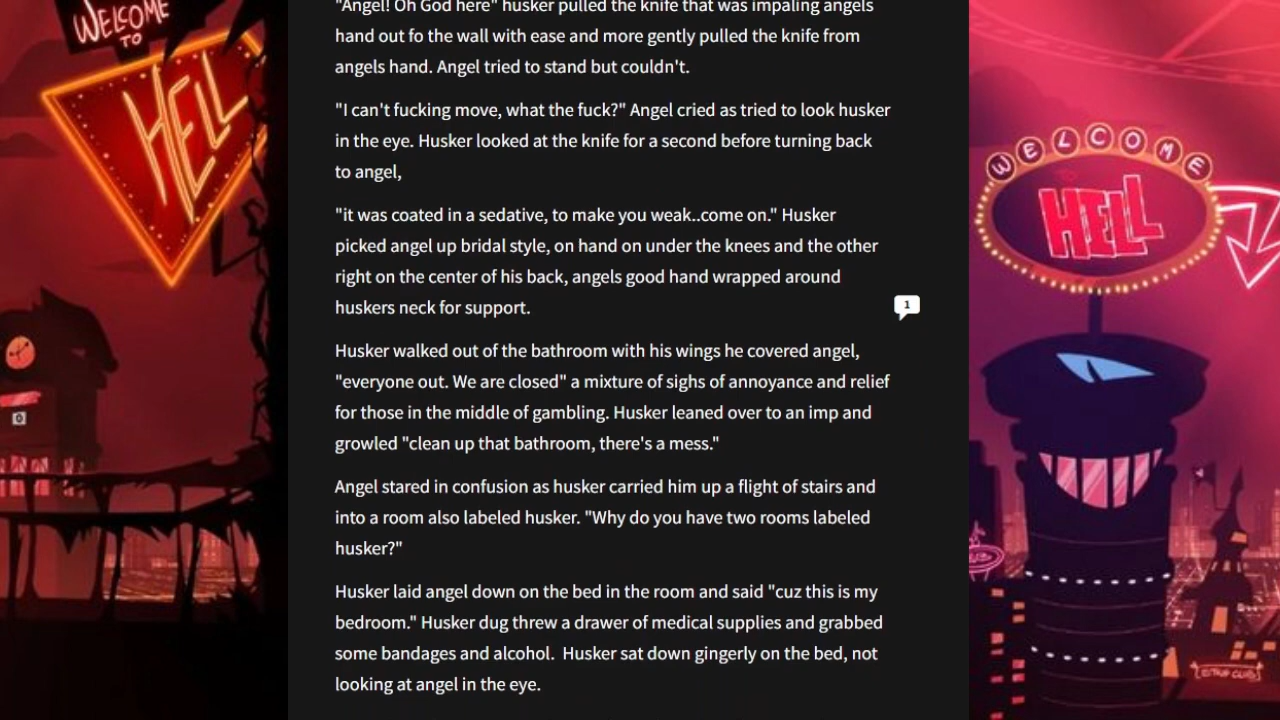 WELCOME
TO
HELL
"Angel! Oh God here" husker pulled the knife that was impaling angels
hand out fo the wall with ease and more gently pulled the knife from
angels hand. Angel tried to stand but couldn't.
"I can't fucking move, what the fuck?" Angel cried as tried to look husker
in the eye. Husker looked at the knife for a second before turning back
to angel,
"it was coated in a sedative, to make you weak..come on." Husker
picked angel up bridal style, on hand on under the knees and the other
right on the center of his back, angels good hand wrapped around
huskers neck for support.
1
Husker walked out of the bathroom with his wings he covered angel,
"everyone out. We are closed" a mixture of sighs of annoyance and relief
for those in the middle of gambling. Husker leaned over to an imp and
growled "clean up that bathroom, there's a mess."
Angel stared in confusion as husker carried him up a flight of stairs and
into a room also labeled husker. "Why do you have two rooms labeled
husker?"
Husker laid angel down on the bed in the room and said "cuz this is my
bedroom." Husker dug threw a drawer of medical supplies and grabbed
some bandages and alcohol.  Husker sat down gingerly on the bed, not
looking at angel in the eye.
WELCOME
HELL